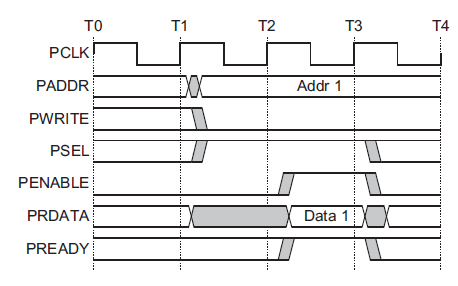 T0 T1 T2 T3 T4
PCLK
PADDR Addr 1
PWRITE
PSEL
PENABLE
PRDATA Data 1
PREADY